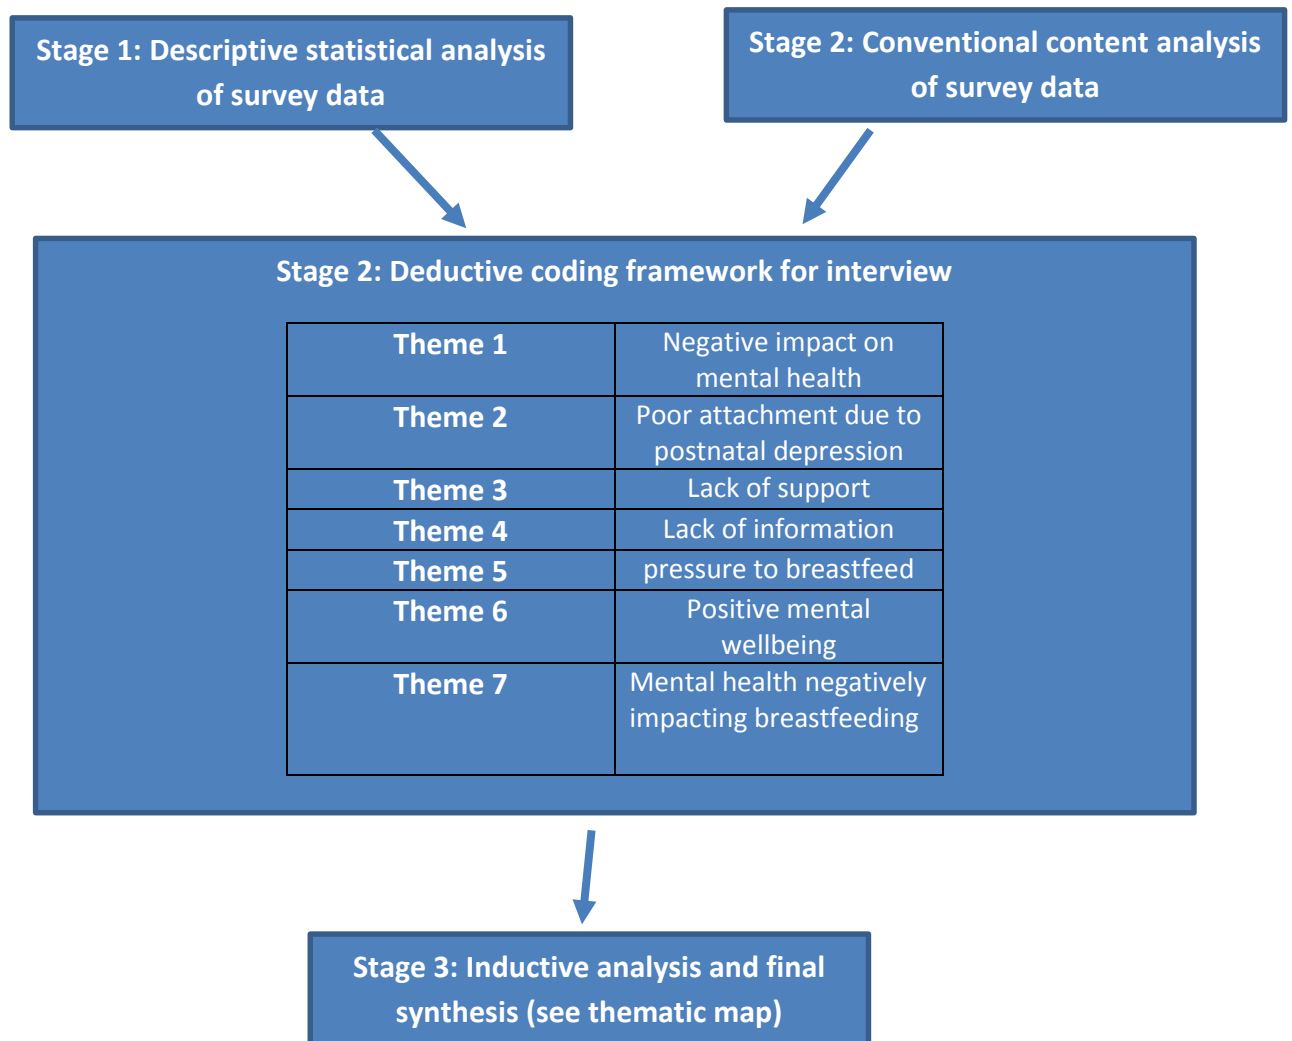 Stage 1: Descriptive statistical analysis
of survey data
Stage 2: Conventional content analysis
of survey data
Stage 2: Deductive coding framework for interview
Theme 1
Negative impact on
mental health
Theme 2
Poor attachment due to
postnatal depression
Theme 3
Lack of support
Theme 4
Lack of information
Theme 5
pressure to breastfeed
Theme 6
Positive mental
wellbeing
Theme 7
Mental health negatively
impacting breastfeeding
Stage 3: Inductive analysis and final
synthesis (see thematic map)